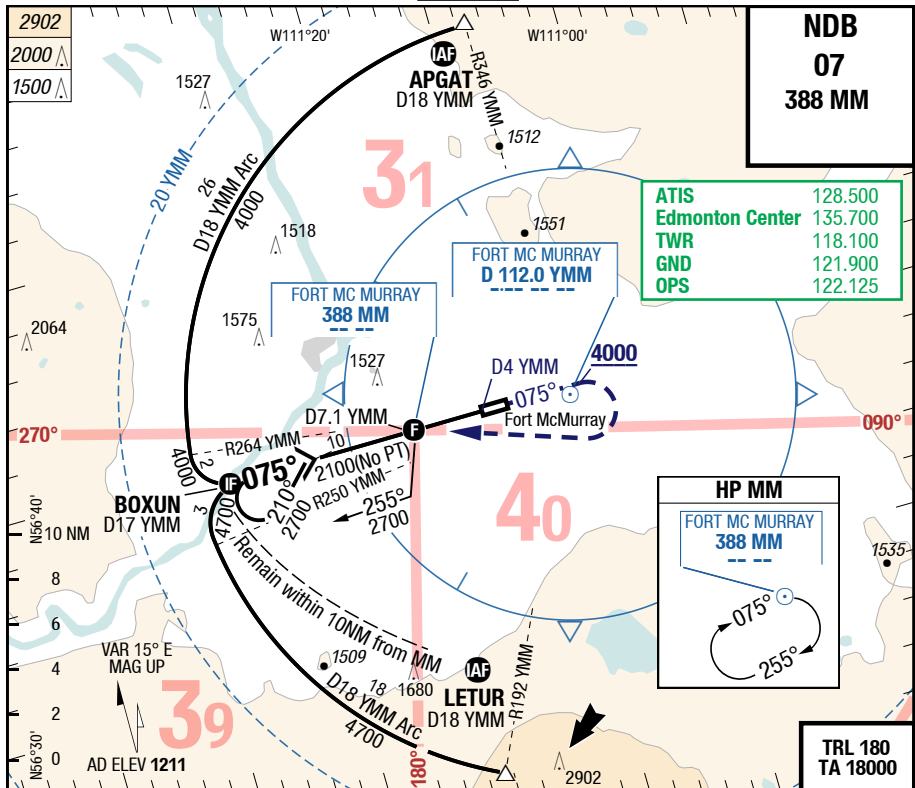 2902
2000
1500
W111°20'
W111°00'
NDB
07
388 MM
IAF
APGAT
D18 YMM
R346 YMM
1527
1512
31
20 YMM
26
D18 YMM Arc
4000
ATIS 128.500
Edmonton Center 135.700
TWR 118.100
GND 121.900
OPS 122.125
1551
1518
FORT MC MURRAY
D 112.0 YMM
FORT MC MURRAY
388 MM
1575
2064
1527
4000
D4 YMM
075°
Fort McMurray
D7.1 YMM
F
270°
090°
R264 YMM
10
2100(No PT)
4000
2
IF
075°
BOXUN
D17 YMM
210°
2700
R250 YMM
255°
2700
4700
3
40
N56°40'
10 NM
8
6
4
2
0
N56°30'
Remain within 10NM from MM
HP MM
FORT MC MURRAY
388 MM
075°
255°
1535
VAR 15° E
MAG UP
1509
18
1680
D18 YMM Arc
4700
IAF
LETUR
D18 YMM
R192 YMM
39
AD ELEV 1211
180°
2902
TRL 180
TA 18000